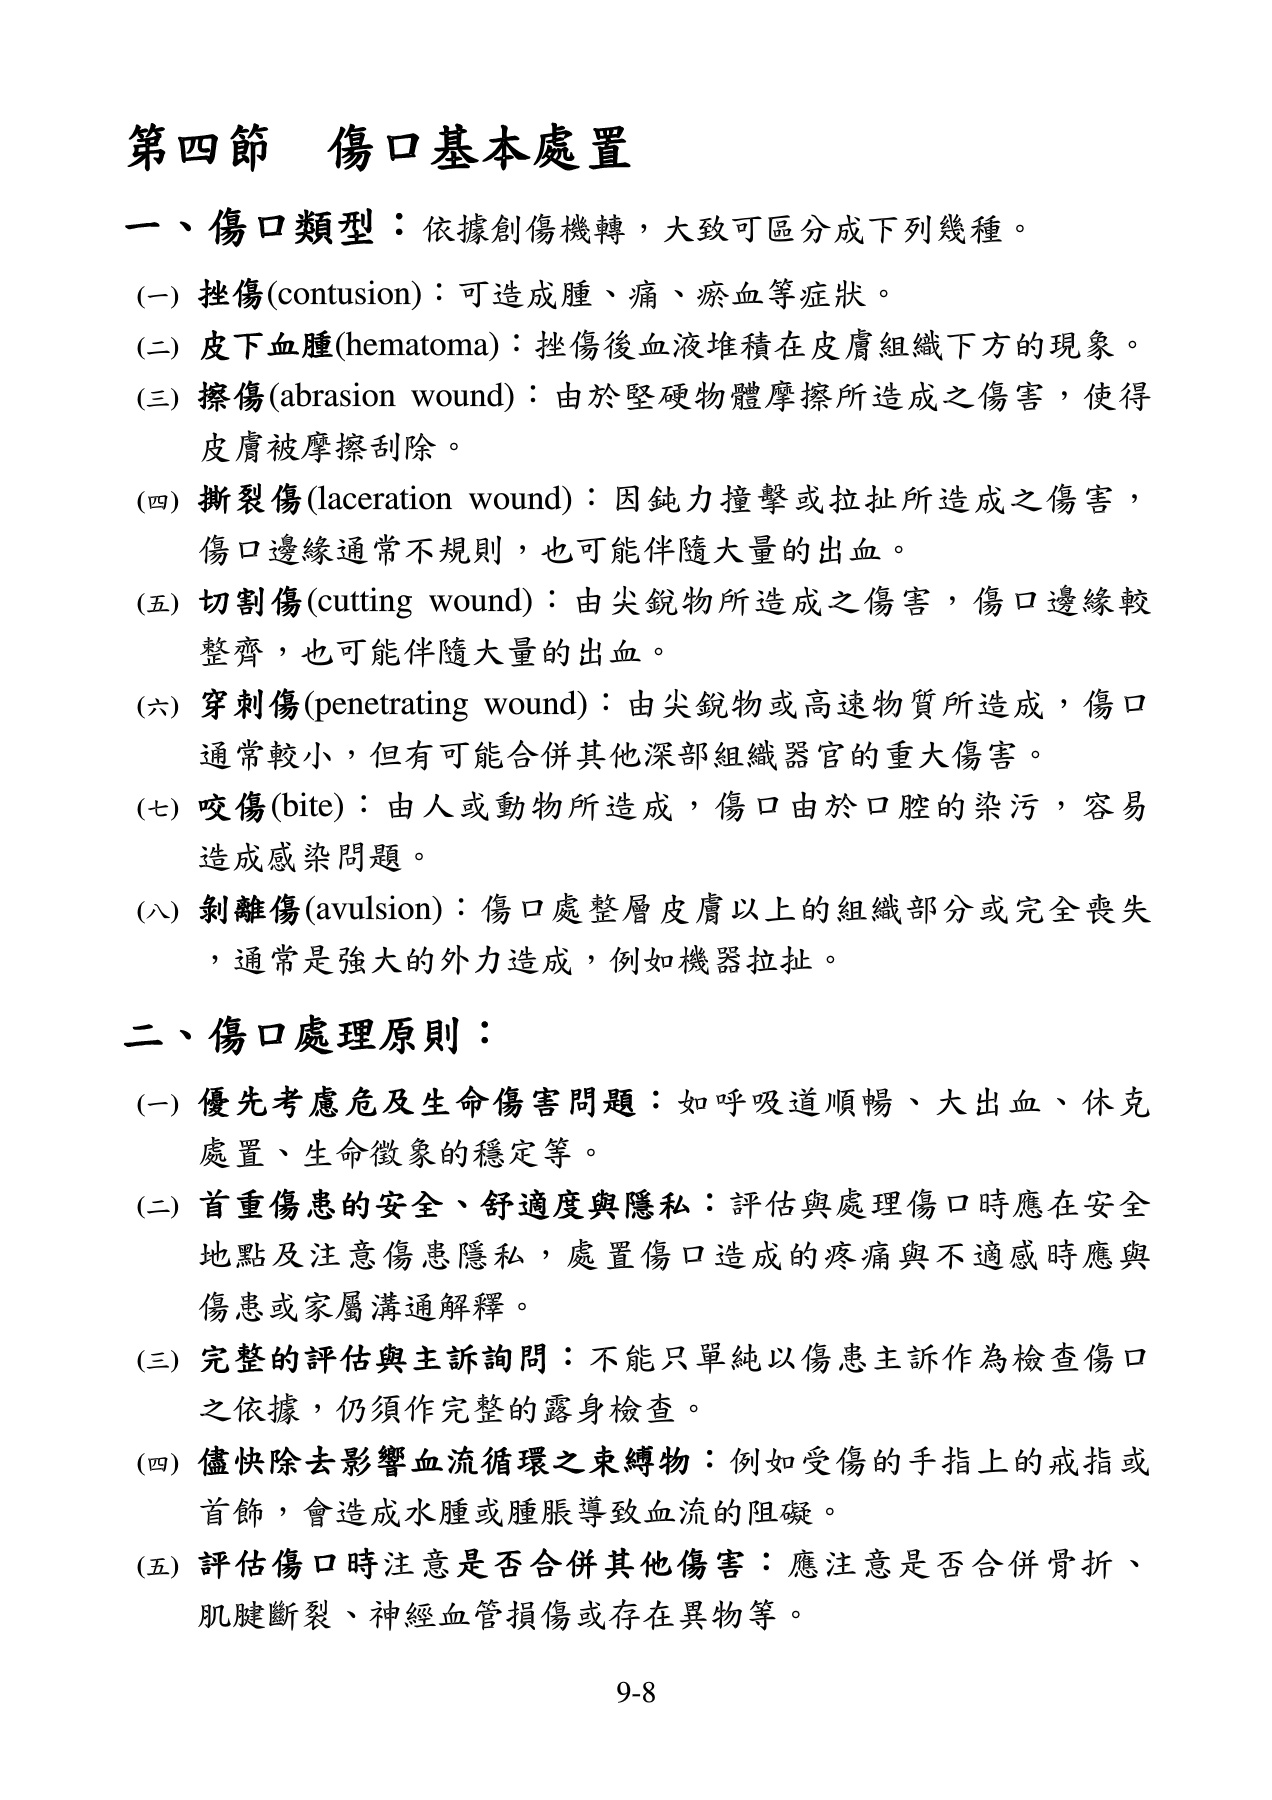 第四節　傷口基本處置
一、傷口類型：依據創傷機轉，大致可區分成下列幾種。
(一) 挫傷(contusion)：可造成腫、痛、瘀血等症狀。
(二) 皮下血腫(hematoma)：挫傷後血液堆積在皮膚組織下方的現象。
(三) 擦傷(abrasion wound)：由於堅硬物體摩擦所造成之傷害，使得
皮膚被摩擦刮除。
(四) 撕裂傷(laceration wound)：因鈍力撞擊或拉扯所造成之傷害，
傷口邊緣通常不規則，也可能伴隨大量的出血。
(五) 切割傷(cutting wound)：由尖銳物所造成之傷害，傷口邊緣較
整齊，也可能伴隨大量的出血。
(六) 穿刺傷(penetrating wound)：由尖銳物或高速物質所造成，傷口
通常較小，但有可能合併其他深部組織器官的重大傷害。
(七) 咬傷(bite)：由人或動物所造成，傷口由於口腔的染污，容易
造成感染問題。
(八) 剝離傷(avulsion)：傷口處整層皮膚以上的組織部分或完全喪失
，通常是強大的外力造成，例如機器拉扯。
二、傷口處理原則：
(一) 優先考慮危及生命傷害問題：如呼吸道順暢、大出血、休克
處置、生命徵象的穩定等。
(二) 首重傷患的安全、舒適度與隱私：評估與處理傷口時應在安全
地點及注意傷患隱私，處置傷口造成的疼痛與不適感時應與
傷患或家屬溝通解釋。
(三) 完整的評估與主訴詢問：不能只單純以傷患主訴作為檢查傷口
之依據，仍須作完整的露身檢查。
(四) 儘快除去影響血流循環之束縛物：例如受傷的手指上的戒指或
首飾，會造成水腫或腫脹導致血流的阻礙。
(五) 評估傷口時注意是否合併其他傷害：應注意是否合併骨折、
肌腱斷裂、神經血管損傷或存在異物等。
9-8